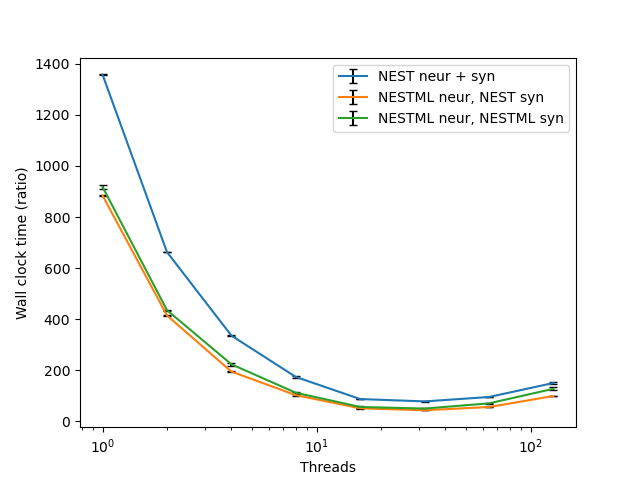 1400
1200
1000
800
600
400
200
0
Wall clock time (ratio)
NEST neur + syn
NESTML neur, NEST syn
NESTML neur, NESTML syn
10⁰
10¹
10²
Threads